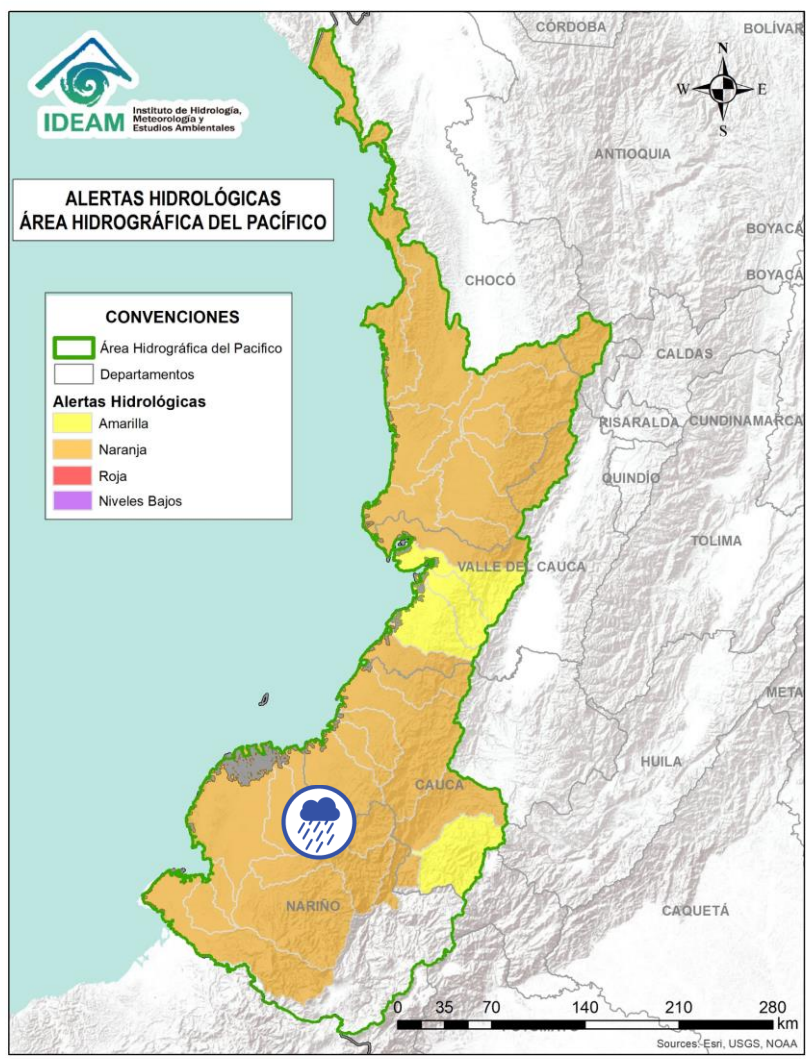 IDEAM
Instituto de Hidrología,
Meteorología y
Estudios Ambientales
CÓRDOBA
BOLÍVAR
N
W
E
S
ANTIOQUIA
ALERTAS HIDROLÓGICAS
ÁREA HIDROGRÁFICA DEL PACÍFICO
BOYACÁ
BOYACÁ
CHOCÓ
CONVENCIONES
Área Hidrográfica del Pacifico
Departamentos
Alertas Hidrológicas
Amarilla
Naranja
Roja
Niveles Bajos
CALDAS
RISARALDA
CUNDINAMARCA
QUINDÍO
TOLIMA
VALLE DEL CAUCA
META
HUILA
CAUCA
NARIÑO
CAQUETÁ
0 35 70 140 210 280
km
Sources: Esri, USGS, NOAA